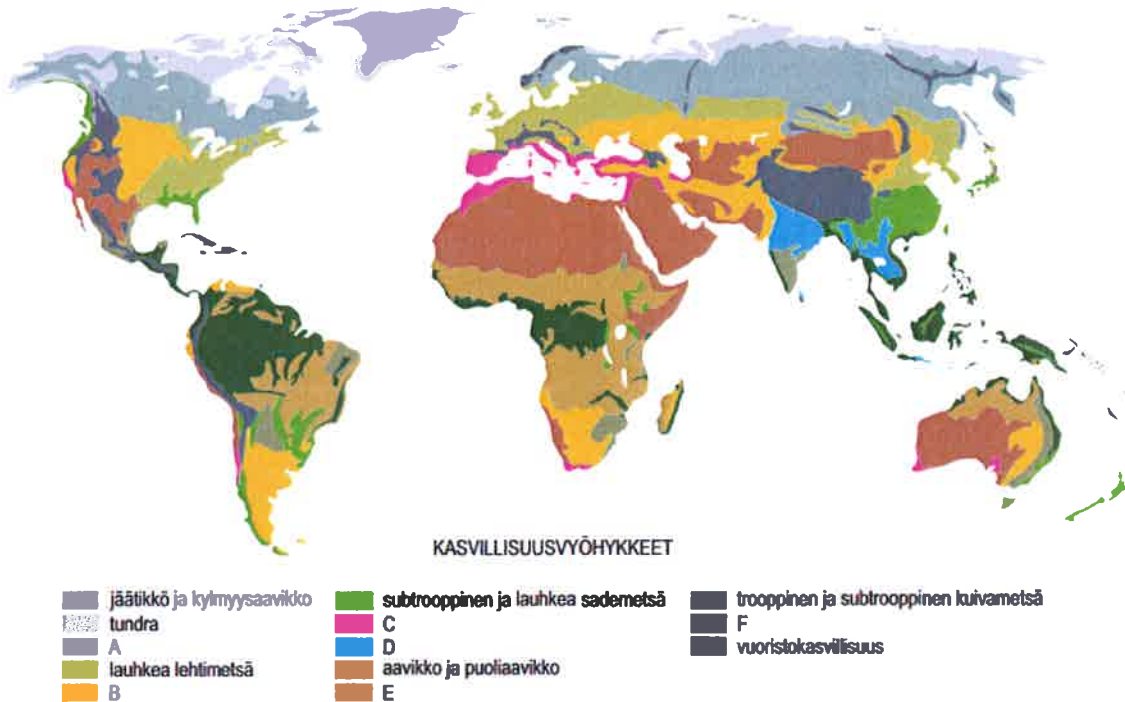 KASVILLISUUSVYÖHYKKEET
jäätikkö ja kylmyysaavikko
tundra
A
lauhkea lehtimetsä
B
subtrooppinen ja lauhkea sademetsä
C
D
aavikko ja puoliaavikko
E
trooppinen ja subtrooppinen kuivametsä
F
vuoristokasvillisuus